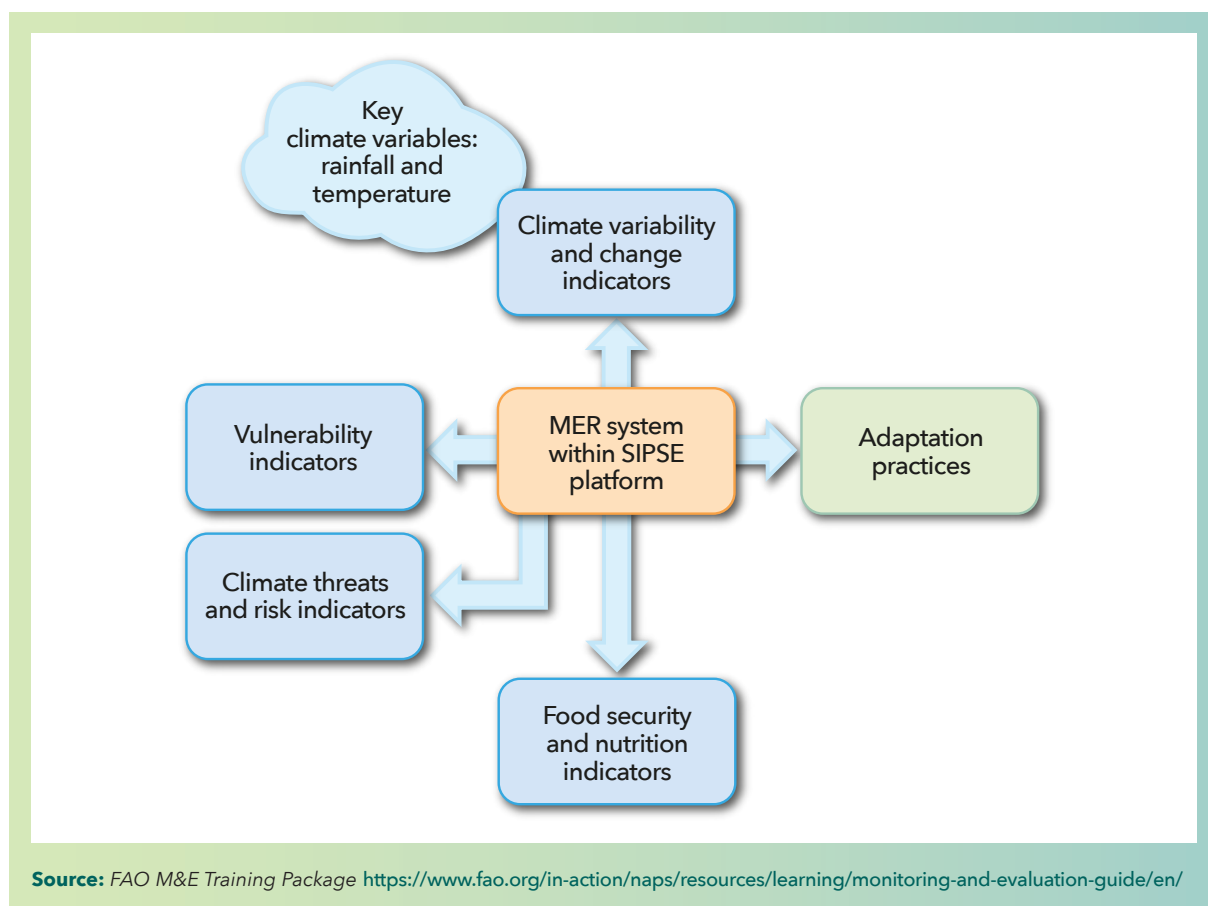 Key
climate variables:
rainfall and
temperature
Climate variability
and change
indicators
Vulnerability
indicators
MER system
within SIPSE
platform
Adaptation
practices
Climate threats
and risk indicators
Food security
and nutrition
indicators
Source: FAO M&E Training Package https://www.fao.org/in-action/naps/resources/learning/monitoring-and-evaluation-guide/en/